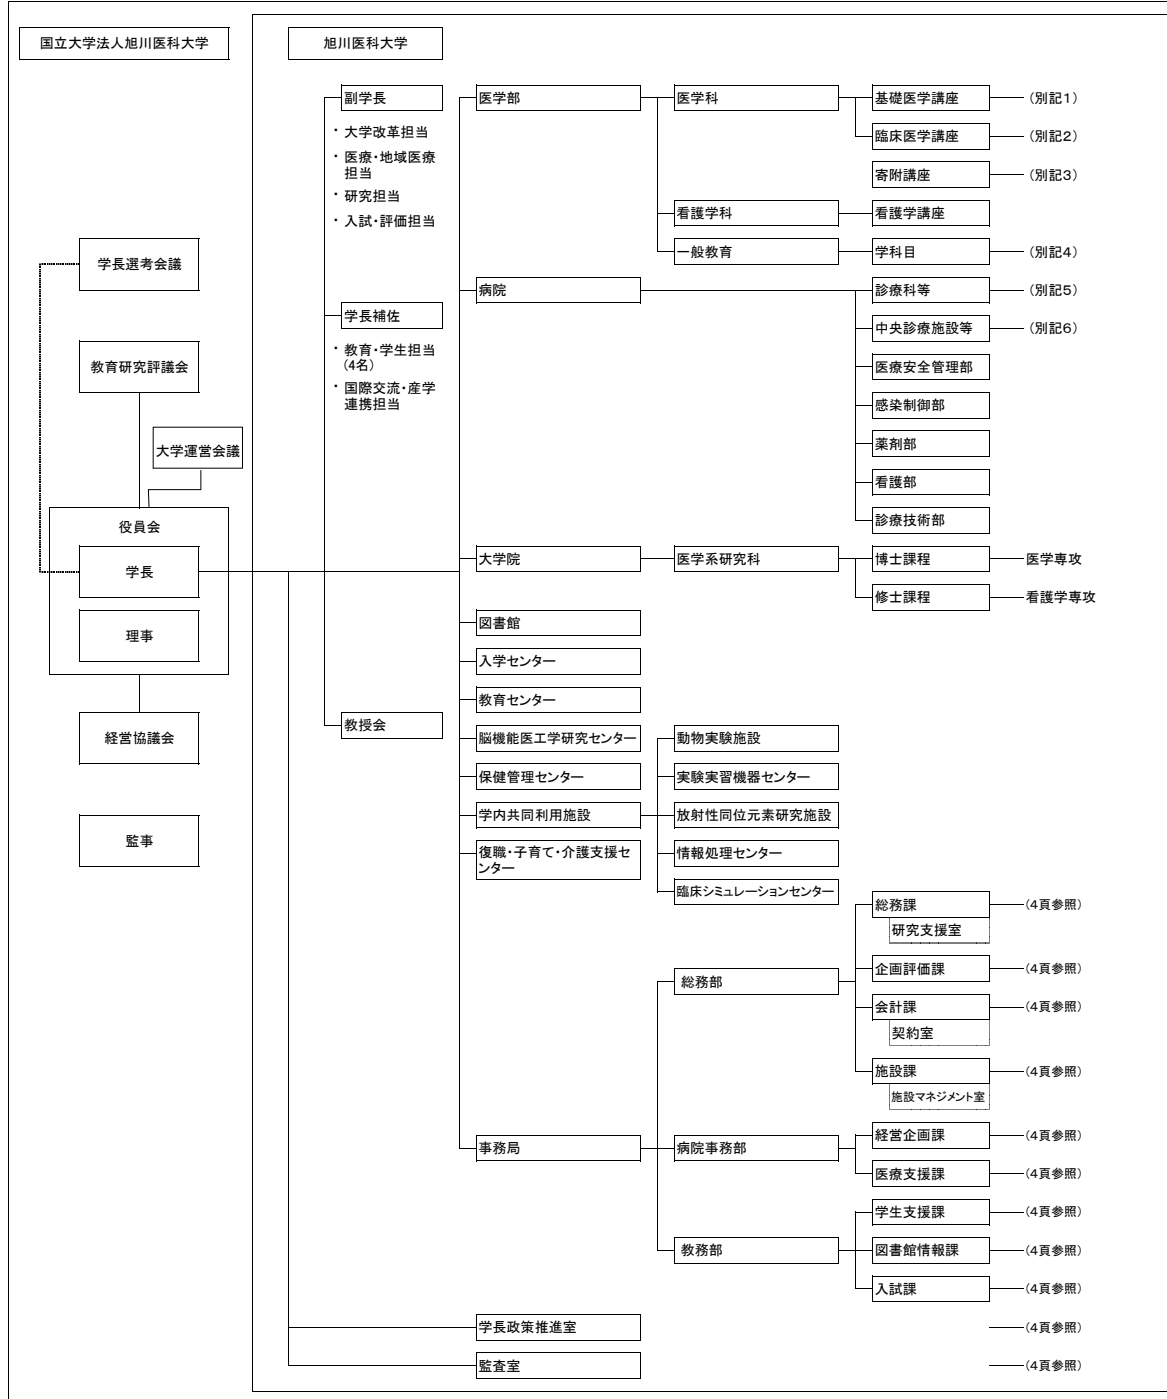 国立大学法人旭川医科大学
旭川医科大学
副学長
・ 大学改革担当
・ 医療・地域医療
担当
・ 研究担当
・ 入試・評価担当
学長選考会議
教育研究評議会
大学運営会議
役員会
学長
理事
経営協議会
監事
学長補佐
・ 教育・学生担当
(4名)
・ 国際交流・産学
連携担当
教授会
医学部
医学科
基礎医学講座
(別記1)
臨床医学講座
(別記2)
寄附講座
(別記3)
看護学科
看護学講座
一般教育
学科目
(別記4)
病院
診療科等
(別記5)
中央診療施設等
(別記6)
医療安全管理部
感染制御部
薬剤部
看護部
診療技術部
大学院
医学系研究科
博士課程
医学専攻
修士課程
看護学専攻
図書館
入学センター
教育センター
脳機能医工学研究センター
保健管理センター
学内共同利用施設
復職・子育て・介護支援セ
ンター
動物実験施設
実験実習機器センター
放射性同位元素研究施設
情報処理センター
臨床シミュレーションセンター
事務局
総務部
総務課
(4頁参照)
研究支援室
企画評価課
(4頁参照)
会計課
(4頁参照)
契約室
施設課
(4頁参照)
施設マネジメント室
病院事務部
経営企画課
(4頁参照)
医療支援課
(4頁参照)
教務部
学生支援課
(4頁参照)
図書館情報課
(4頁参照)
入試課
(4頁参照)
学長政策推進室
(4頁参照)
監査室
(4頁参照)